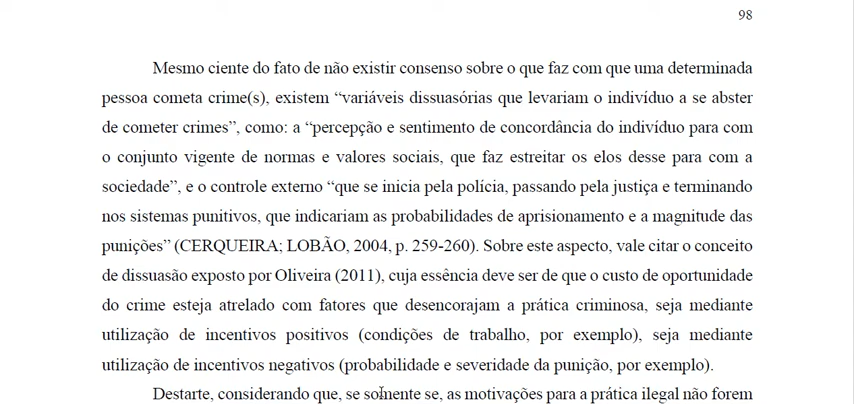 98
Mesmo ciente do fato de não existir consenso sobre o que faz com que uma determinada
pessoa cometa crime(s), existem “variáveis dissuasórias que levariam o indivíduo a se abster
de cometer crimes”, como: a “percepção e sentimento de concordância do indivíduo para com
o conjunto vigente de normas e valores sociais, que faz estreitar os elos desse para com a
sociedade”, e o controle externo “que se inicia pela polícia, passando pela justiça e terminando
nos sistemas punitivos, que indicariam as probabilidades de aprisionamento e a magnitude das
punições” (CERQUEIRA; LOBÃO, 2004, p. 259-260). Sobre este aspecto, vale citar o conceito
de dissuasão exposto por Oliveira (2011), cuja essência deve ser de que o custo de oportunidade
do crime esteja atrelado com fatores que desencorajam a prática criminosa, seja mediante
utilização de incentivos positivos (condições de trabalho, por exemplo), seja mediante
utilização de incentivos negativos (probabilidade e severidade da punição, por exemplo).
Destarte, considerando que, se somente se, as motivações para a prática ilegal não forem